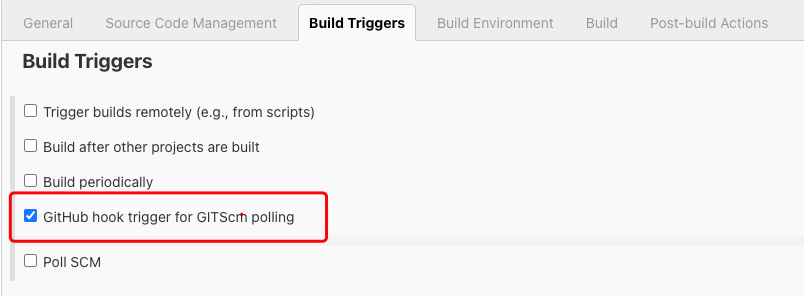 General Source Code Management Build Triggers Build Environment Build Post-build Actions
Build Triggers
Trigger builds remotely (e.g., from scripts)
Build after other projects are built
Build periodically
GitHub hook trigger for GITScm polling
Poll SCM